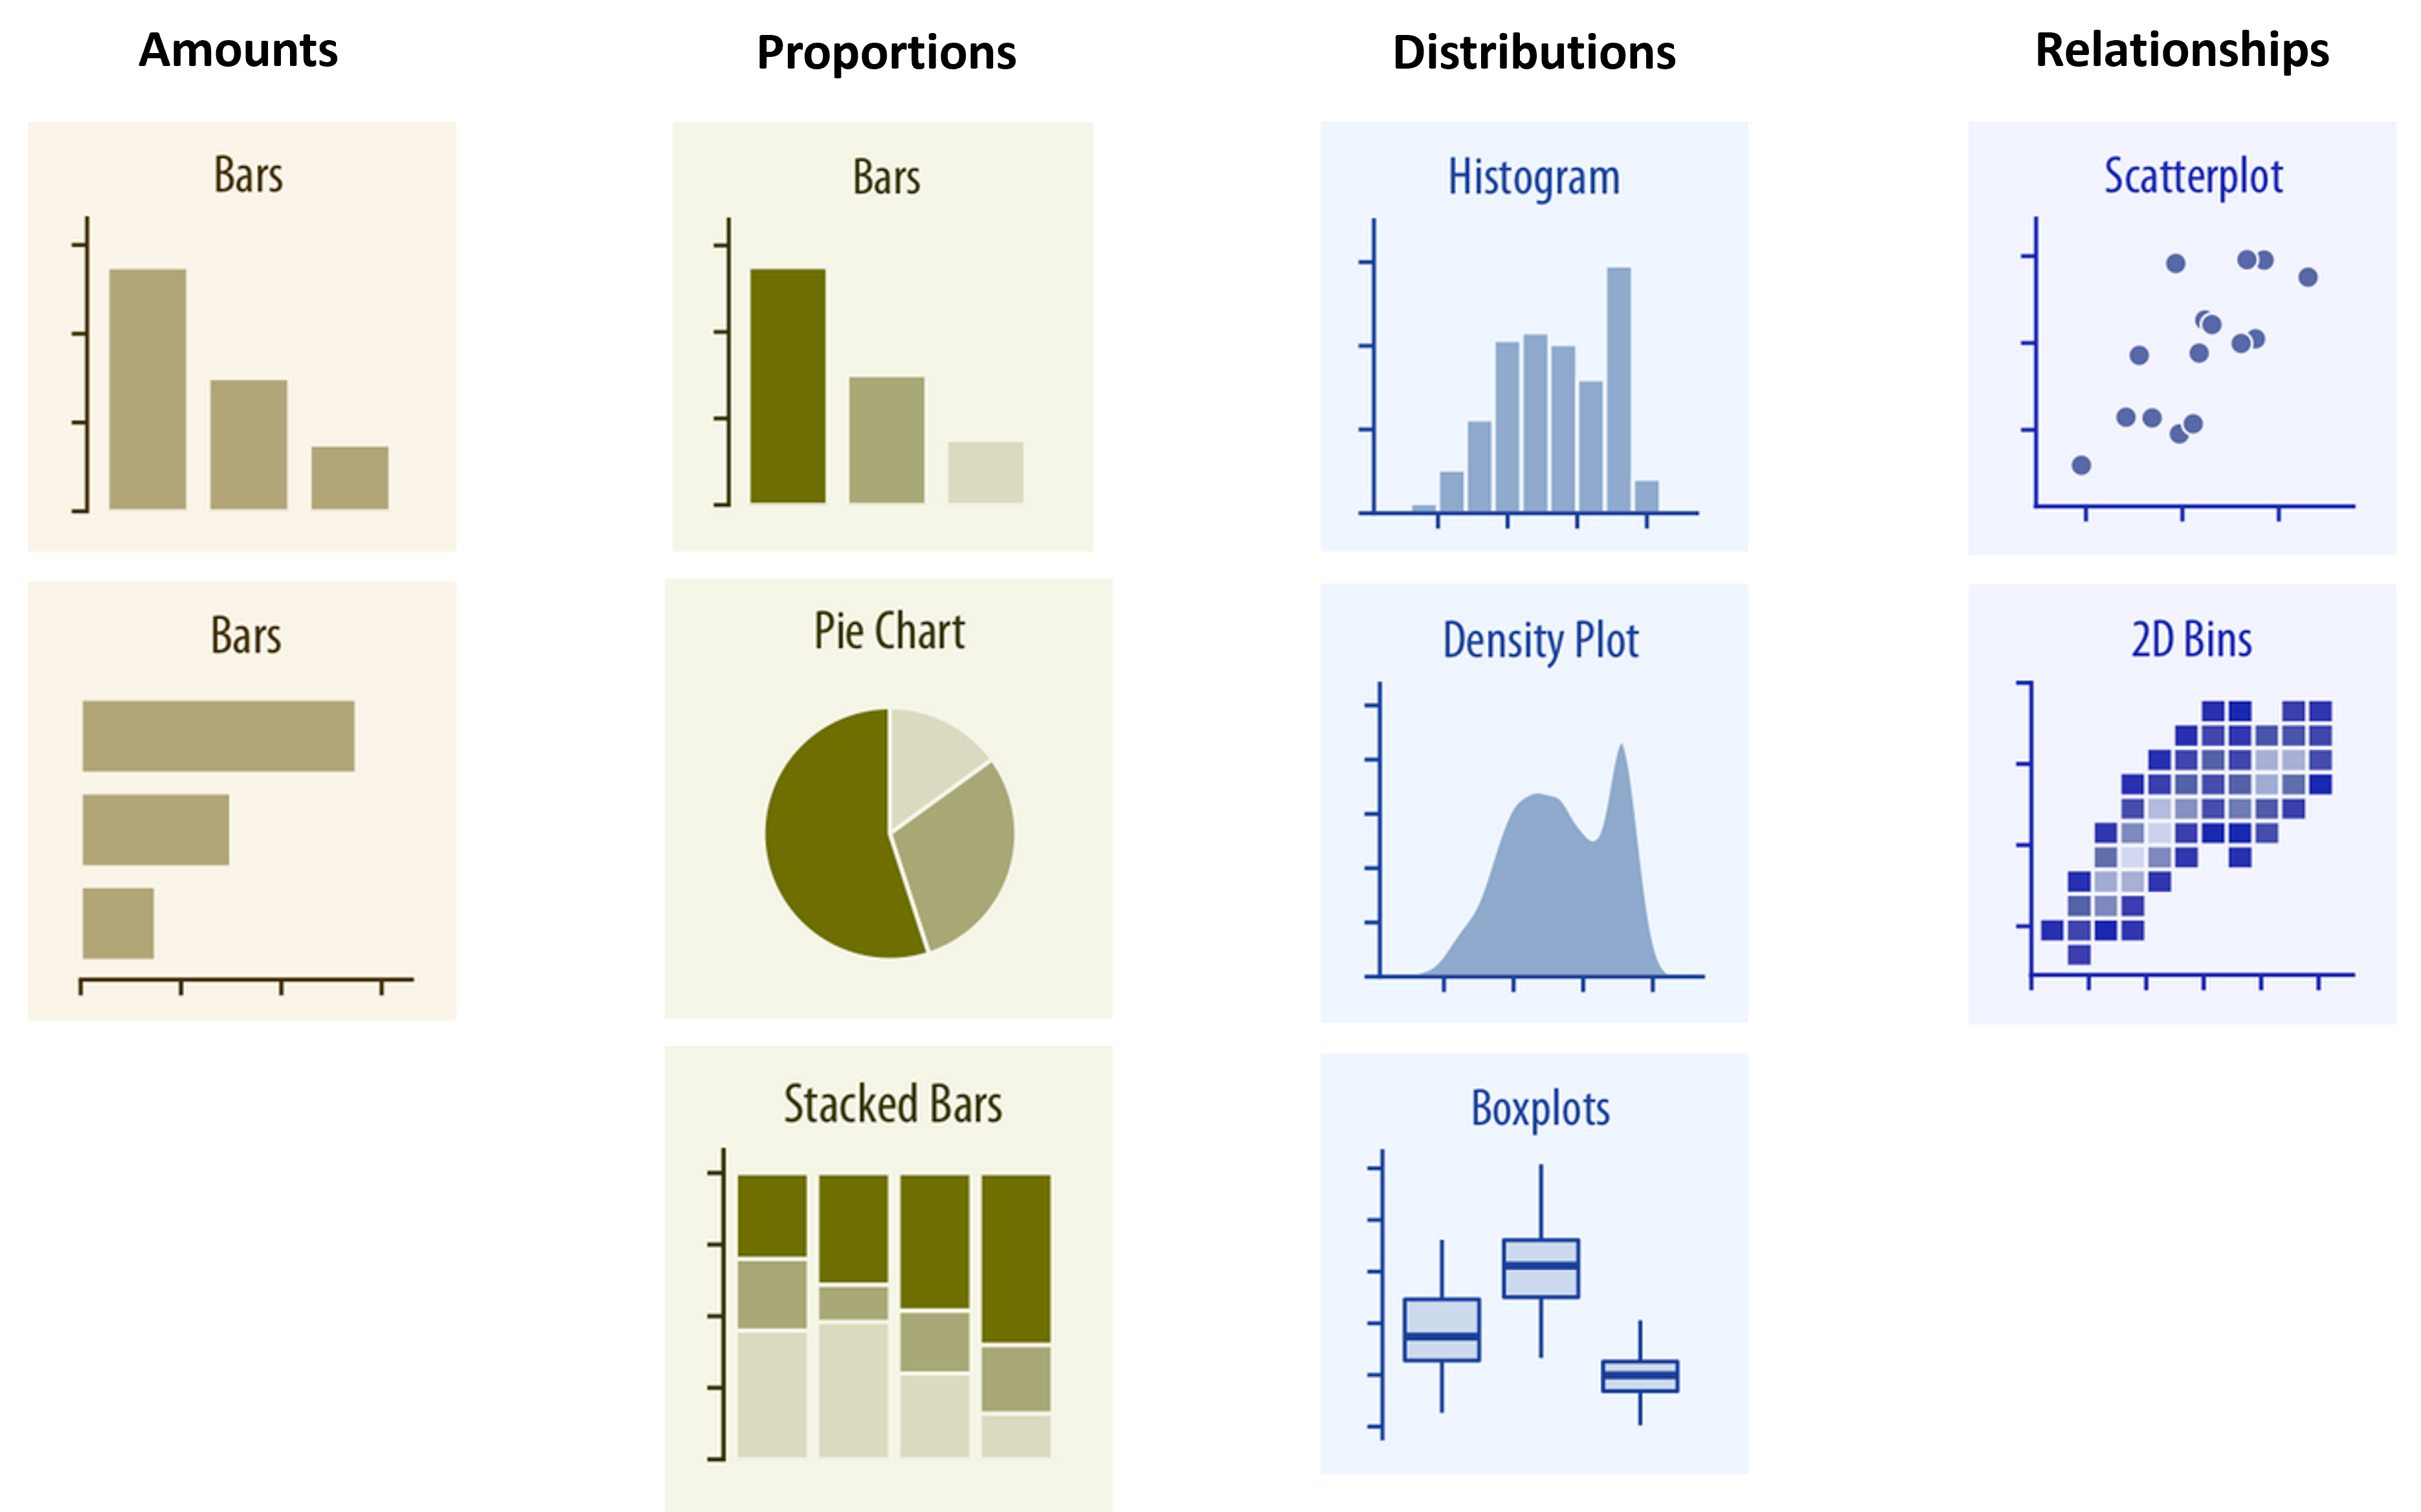 Amounts
Proportions
Distributions
Relationships
Bars
Bars
Histogram
Scatterplot
Bars
Pie Chart
Density Plot
2D Bins
Stacked Bars
Boxplots